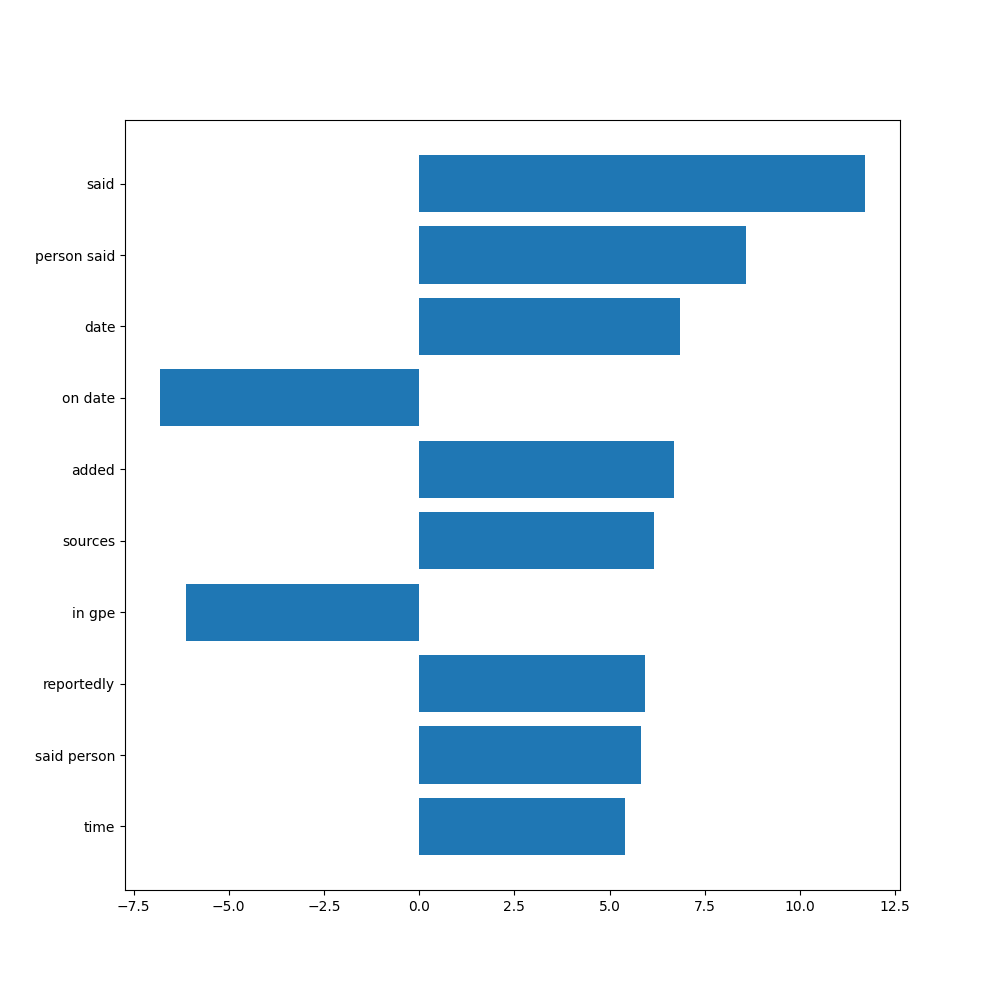 said
person said
date
on date
added
sources
in gpe
reportedly
said person
time
−7.5 −5.0 −2.5 0.0 2.5 5.0 7.5 10.0 12.5